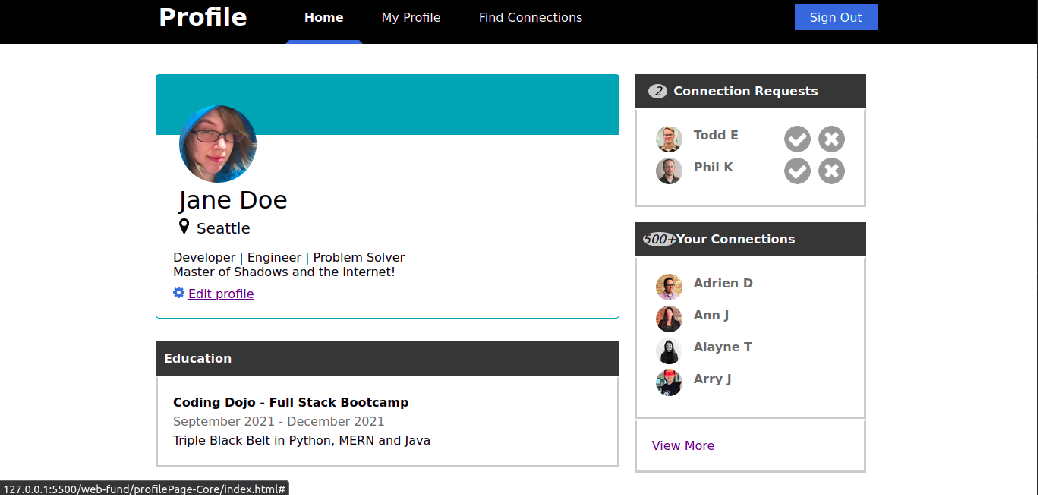 Profile
Home
My Profile
Find Connections
Sign Out
Jane Doe
Seattle
Developer | Engineer | Problem Solver
Master of Shadows and the Internet!
Edit profile
Education
Coding Dojo - Full Stack Bootcamp
September 2021 - December 2021
Triple Black Belt in Python, MERN and Java
2 Connection Requests
Todd E
Phil K
500+Your Connections
Adrien D
Ann J
Alayne T
Arry J
View More
127.0.0.1:5500/web-fund/profilePage-Core/index.html#